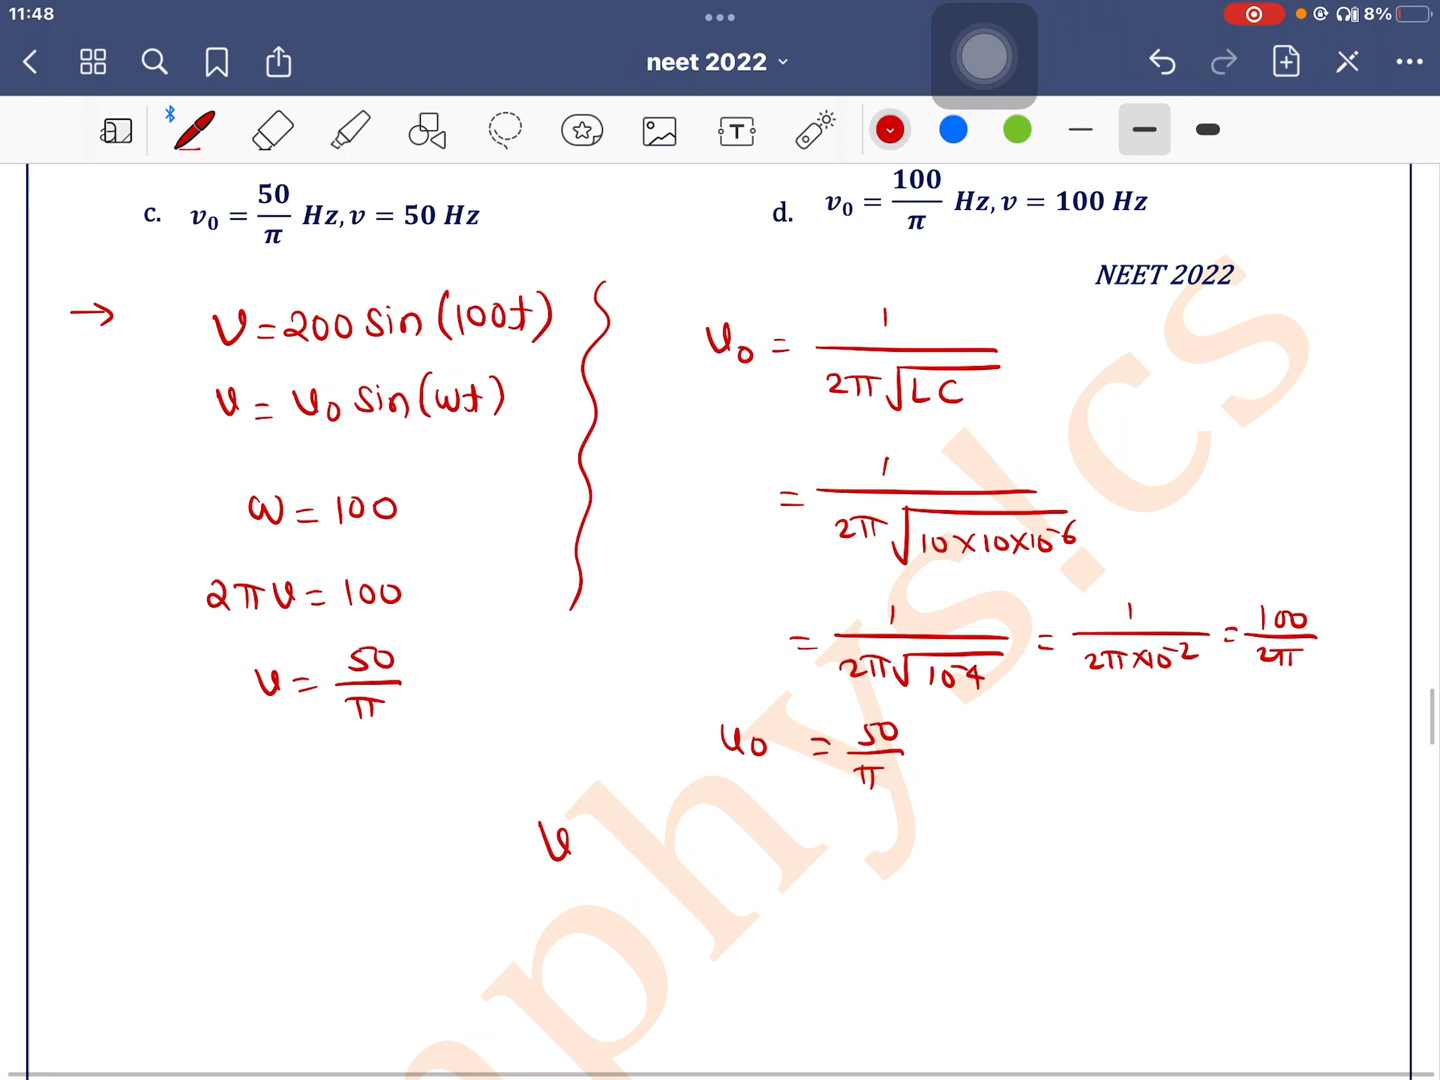 11:48
8%
neet 2022
c. v₀ = 50/π Hz, v = 50 Hz
d. v₀ = 100/π Hz, v = 100 Hz
NEET 2022
→ V = 200 sin (100t)
v = v₀ sin(ωt)
ω = 100
2πν = 100
ν = 50/π
ν₀ = 1/2π√LC
= 1/2π√10×10×10⁻⁶
= 1/2π√10⁻⁴ = 1/2π×10⁻² = 100/2π
ν₀ = 50/π
ν
phys!cs